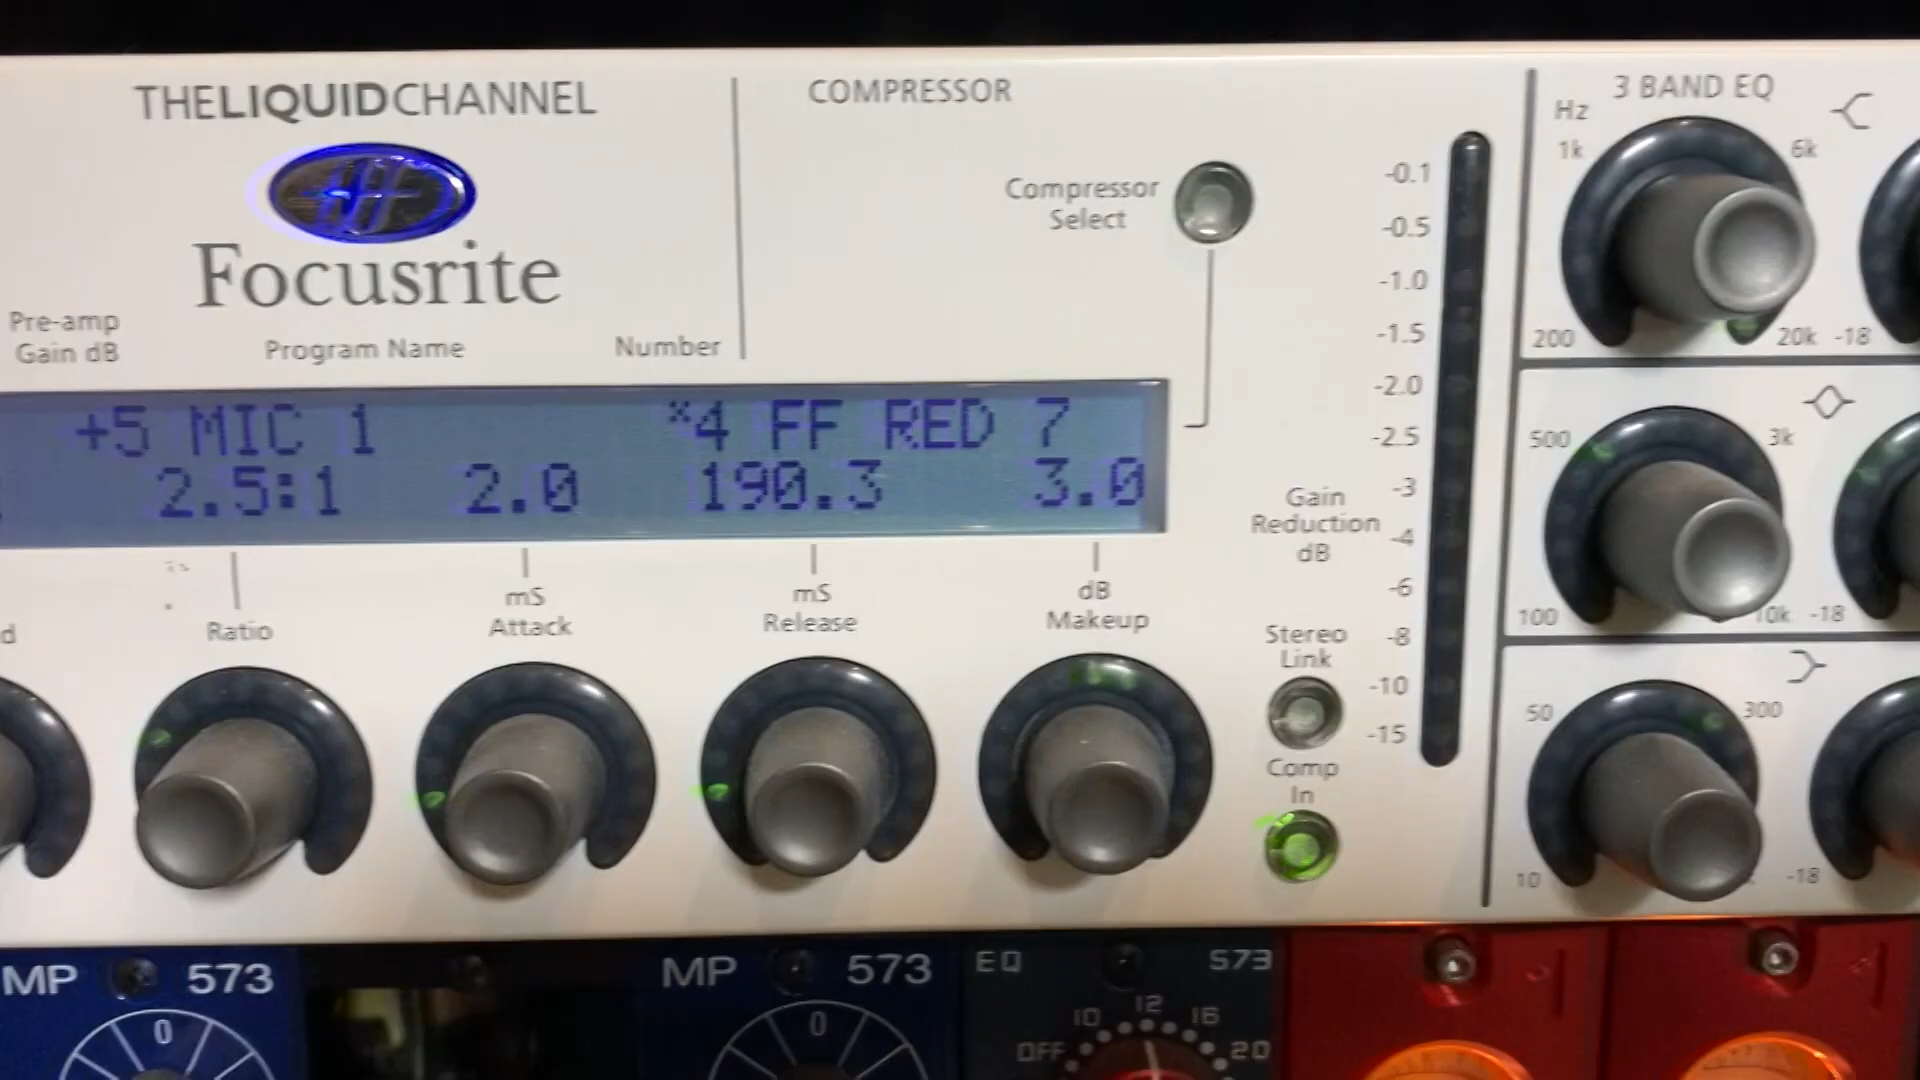 THELIQUIDCHANNEL
Focusrite
Pre-amp
Gain dB
Program Name
Number
COMPRESSOR
Compressor
Select
+5 MIC 1 *4 FF RED 7
2.5:1 2.0 190.3 3.0
Ratio
mS
Attack
mS
Release
dB
Makeup
-0.1
-0.5
-1.0
-1.5
-2.0
-2.5
-3
-4
-6
-8
-10
-15
Gain
Reduction
dB
Stereo
Link
Comp
In
3 BAND EQ
Hz
1k 6k
200 20k -18
500 3k
100 10k -18
50 300
10 -18
MP 573
0
MP 573
0
EQ 573
OFF 10 12 16 20